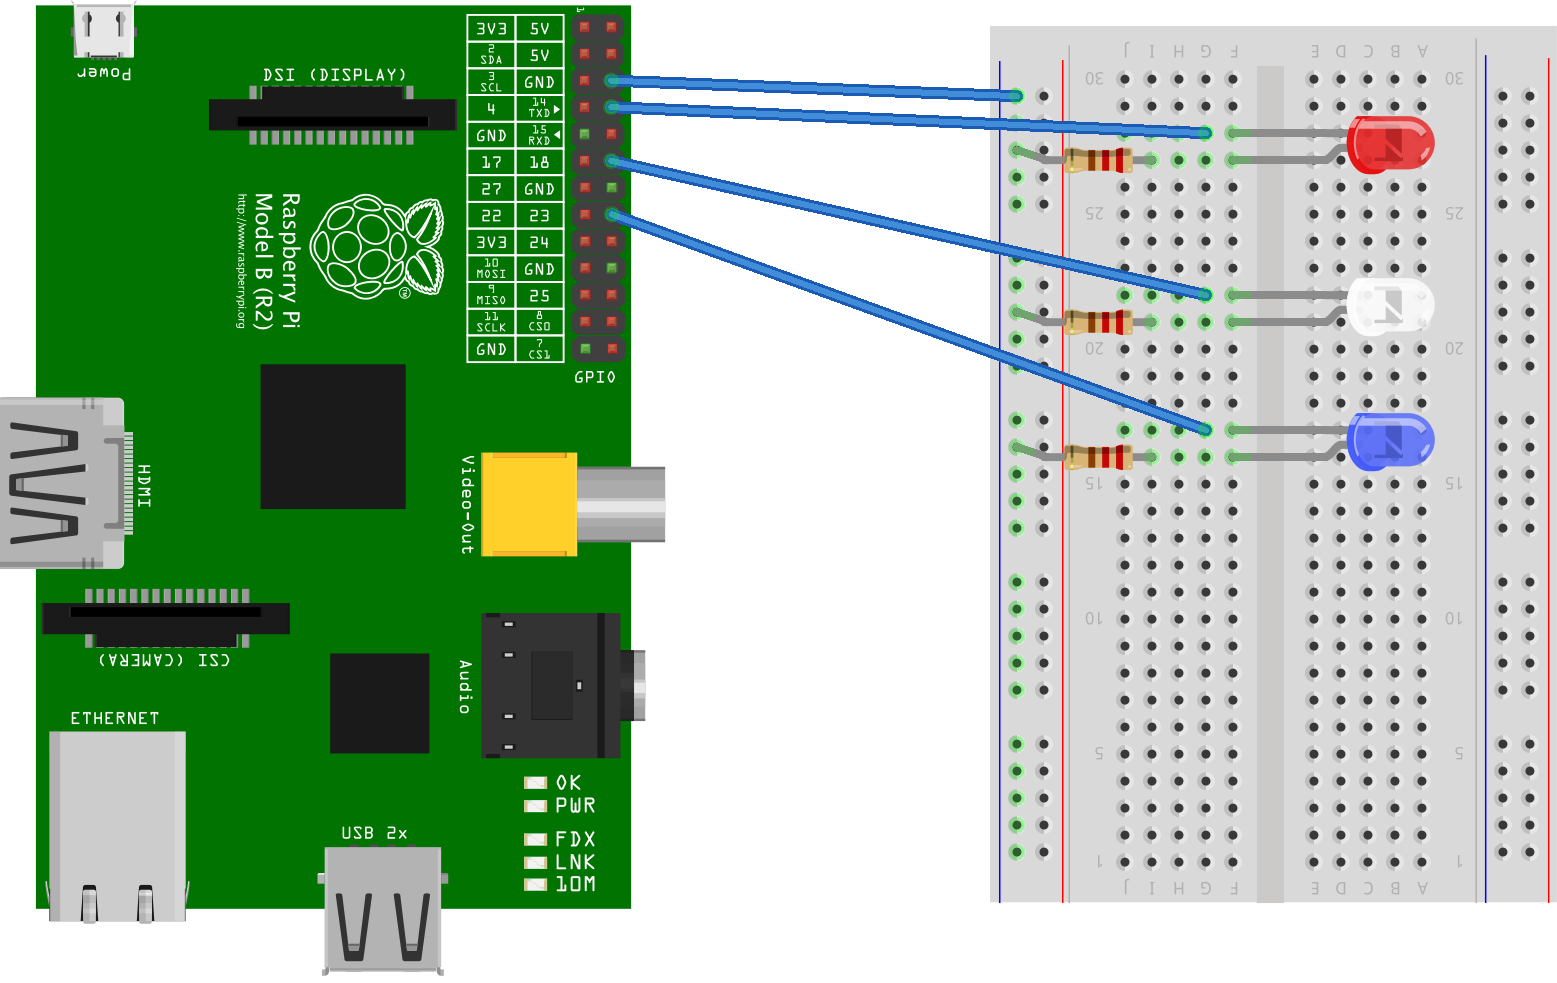 1
3V3 5V
2 SDA 5V
3 SCL GND
4 14 TXD
GND 15 RXD
17 18
27 GND
22 23
3V3 24
10 MOSI GND
9 MISO 25
11 SCLK 8 CS0
GND 7 CS1
GPIO
Power
DSI (DISPLAY)
Raspberry Pi
Model B (R2)
http://www.raspberrypi.org
HDMI
Video-Out
CSI (CAMERA)
Audio
ETHERNET
USB 2x
OK
PWR
FDX
LNK
10M
J I H G F E D C B A
30 30
25 25
20 20
15 15
10 10
5 5
1 1
J I H G F E D C B A